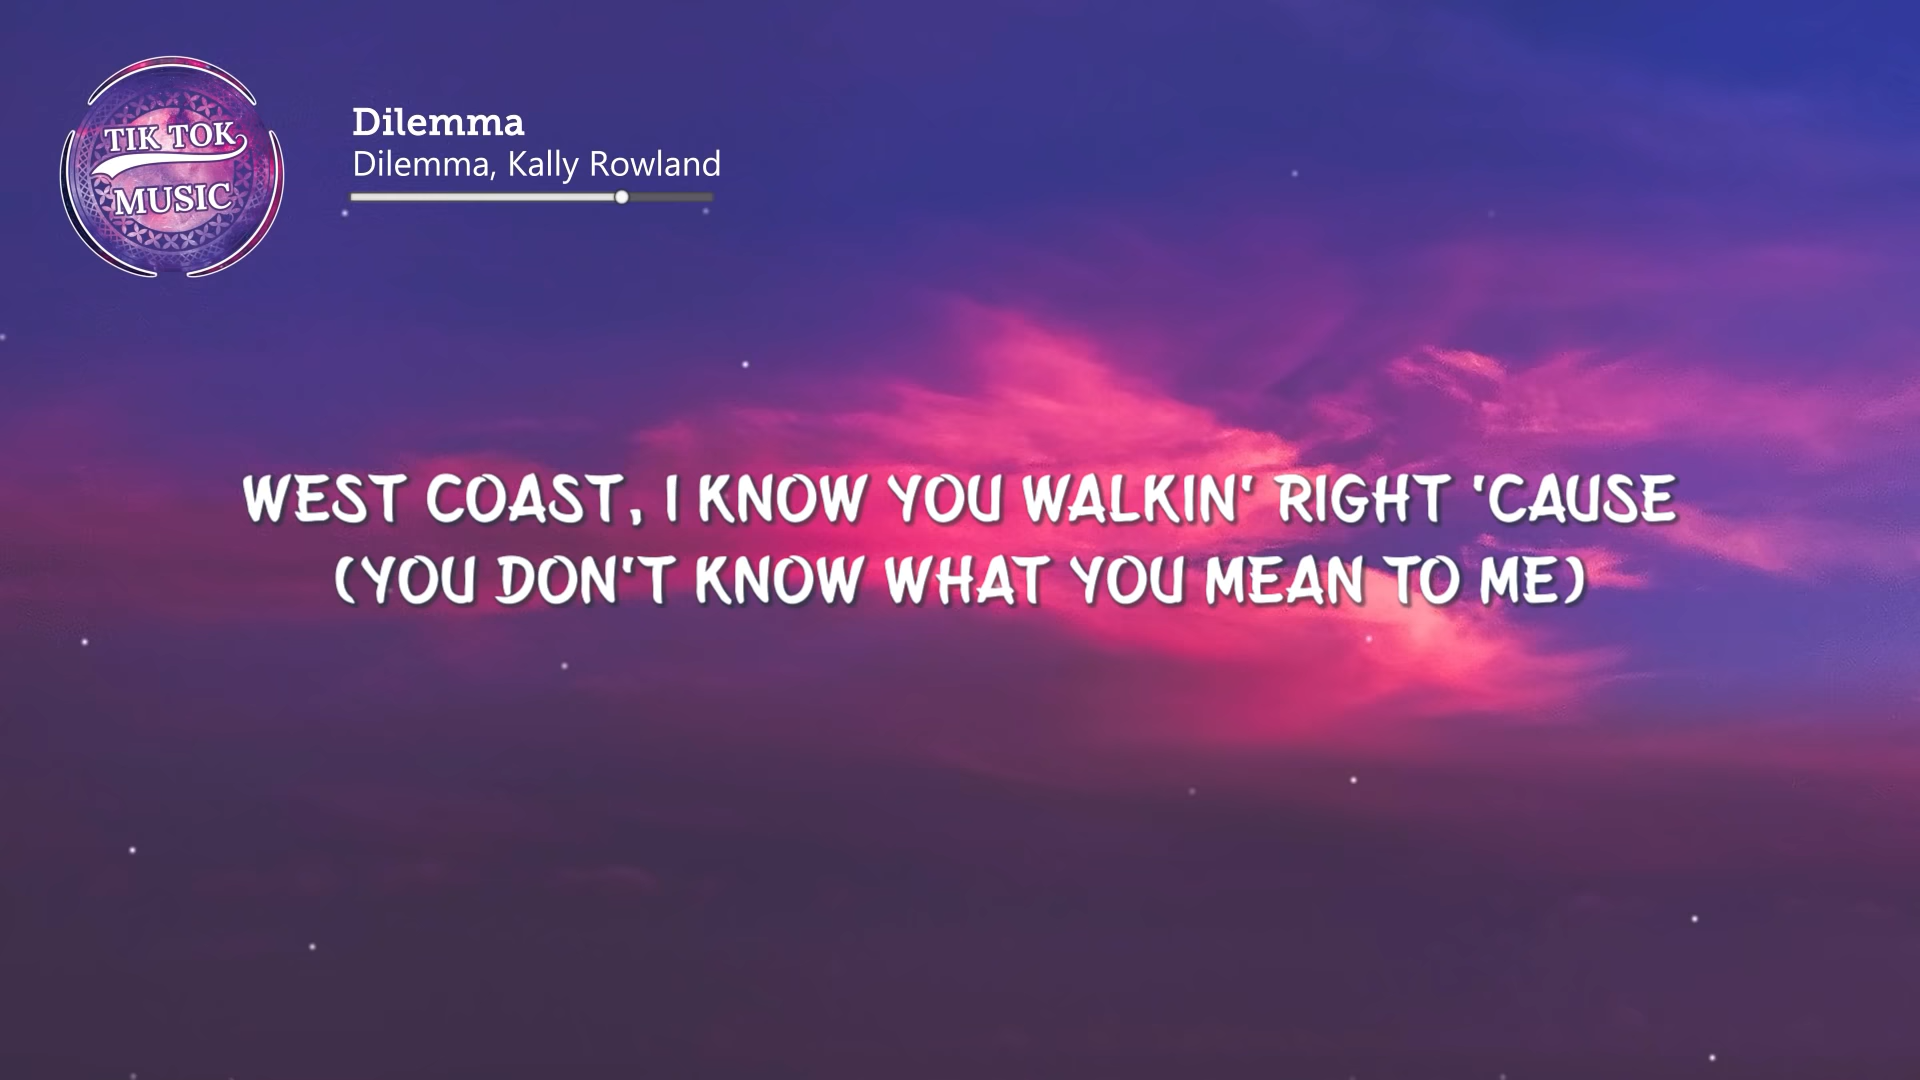 TIK TOK
MUSIC
Dilemma
Dilemma, Kally Rowland
WEST COAST, I KNOW YOU WALKIN' RIGHT 'CAUSE
(YOU DON'T KNOW WHAT YOU MEAN TO ME)